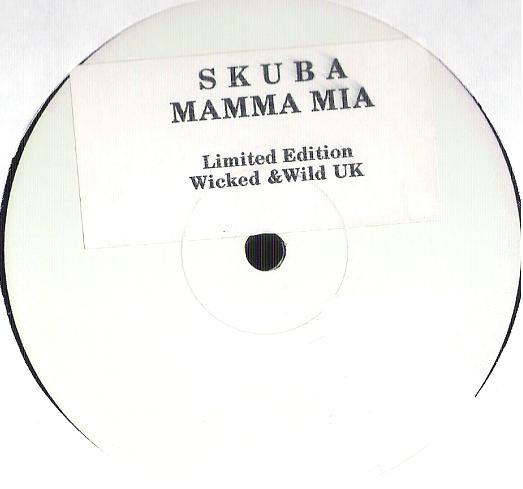 S K U B A
MAMMA MIA
Limited Edition
Wicked &Wild UK